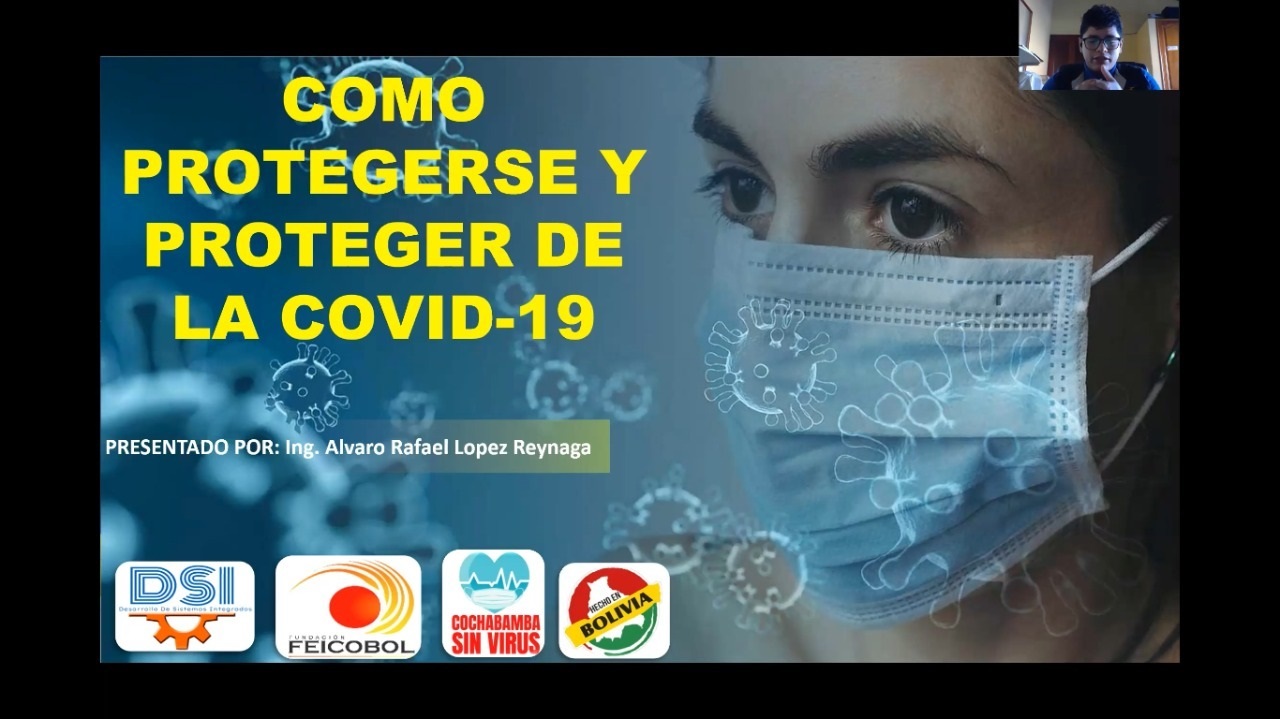 COMO
PROTEGERSE Y
PROTEGER DE
LA COVID-19
PRESENTADO POR: Ing. Alvaro Rafael Lopez Reynaga
DSI
Desarrollo De Sistemas Integrados
FUNDACIÓN
FEICOBOL
COCHABAMBA
SIN VIRUS
HECHO EN
BOLIVIA